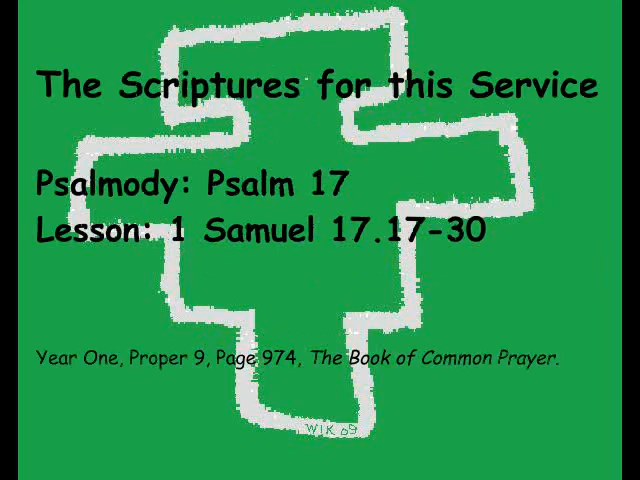 The Scriptures for this Service
Psalmody: Psalm 17
Lesson: 1 Samuel 17.17-30
Year One, Proper 9, Page 974, The Book of Common Prayer.
WIK 09